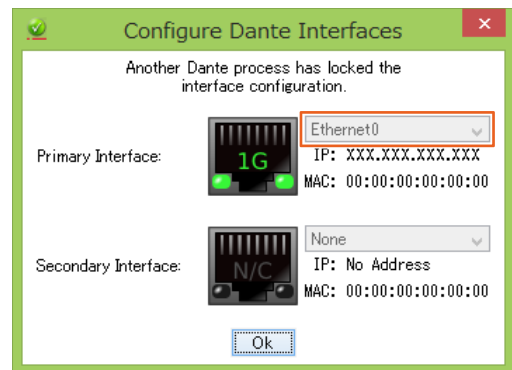 Configure Dante Interfaces
Another Dante process has locked the
interface configuration.
Primary Interface:
1G
Ethernet0
IP: XXX.XXX.XXX.XXX
MAC: 00:00:00:00:00:00
Secondary Interface:
N/C
None
IP: No Address
MAC: 00:00:00:00:00:00
Ok